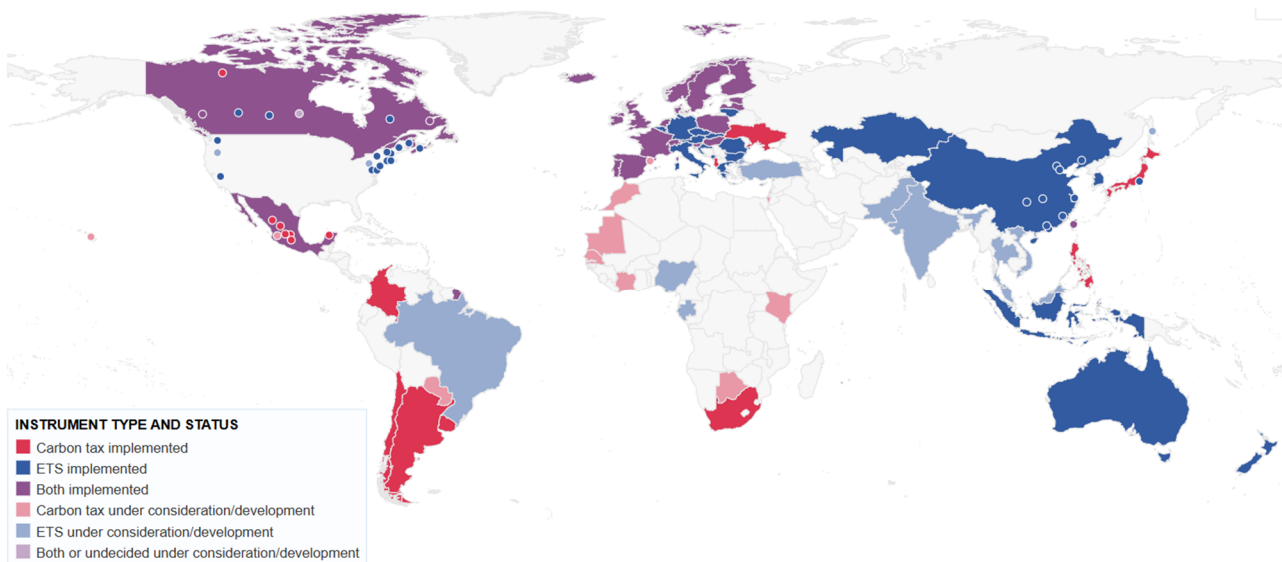 INSTRUMENT TYPE AND STATUS
Carbon tax implemented
ETS implemented
Both implemented
Carbon tax under consideration/development
ETS under consideration/development
Both or undecided under consideration/development